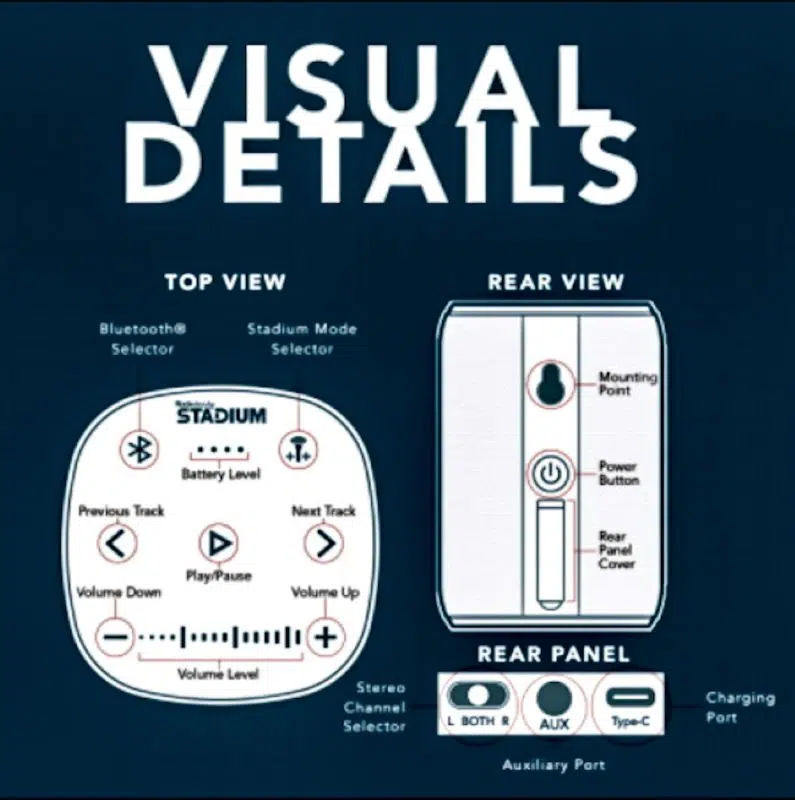 VISUAL
DETAILS
TOP VIEW
Bluetooth®
Selector
Stadium Mode
Selector
STADIUM
Battery Level
Previous Track
Next Track
Play/Pause
Volume Down
Volume Up
Volume Level
REAR VIEW
Mounting
Point
Power
Button
Rear
Panel
Cover
REAR PANEL
Stereo
Channel
Selector
L BOTH R
AUX
Type-C
Charging
Port
Auxiliary Port